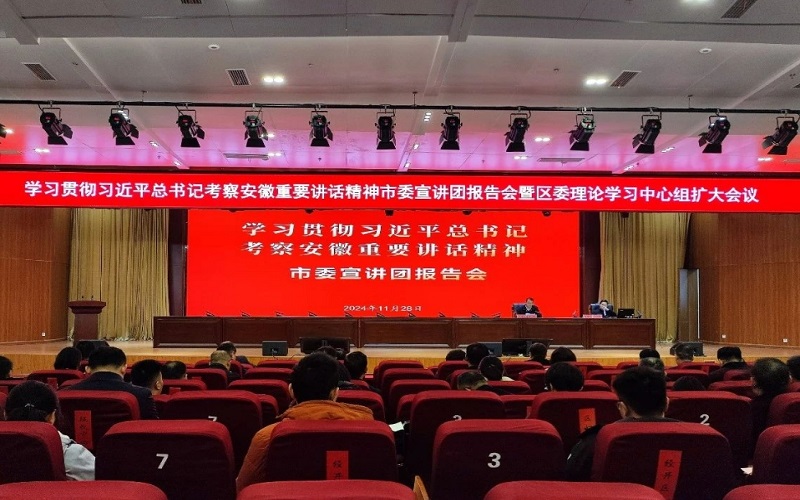 学习贯彻习近平总书记考察安徽重要讲话精神市委宣讲团报告会暨区委理论学习中心组扩大会议
学习贯彻习近平总书记
考察安徽重要讲话精神
市委宣讲团报告会
2024年11月28日
7
3
2
7
3